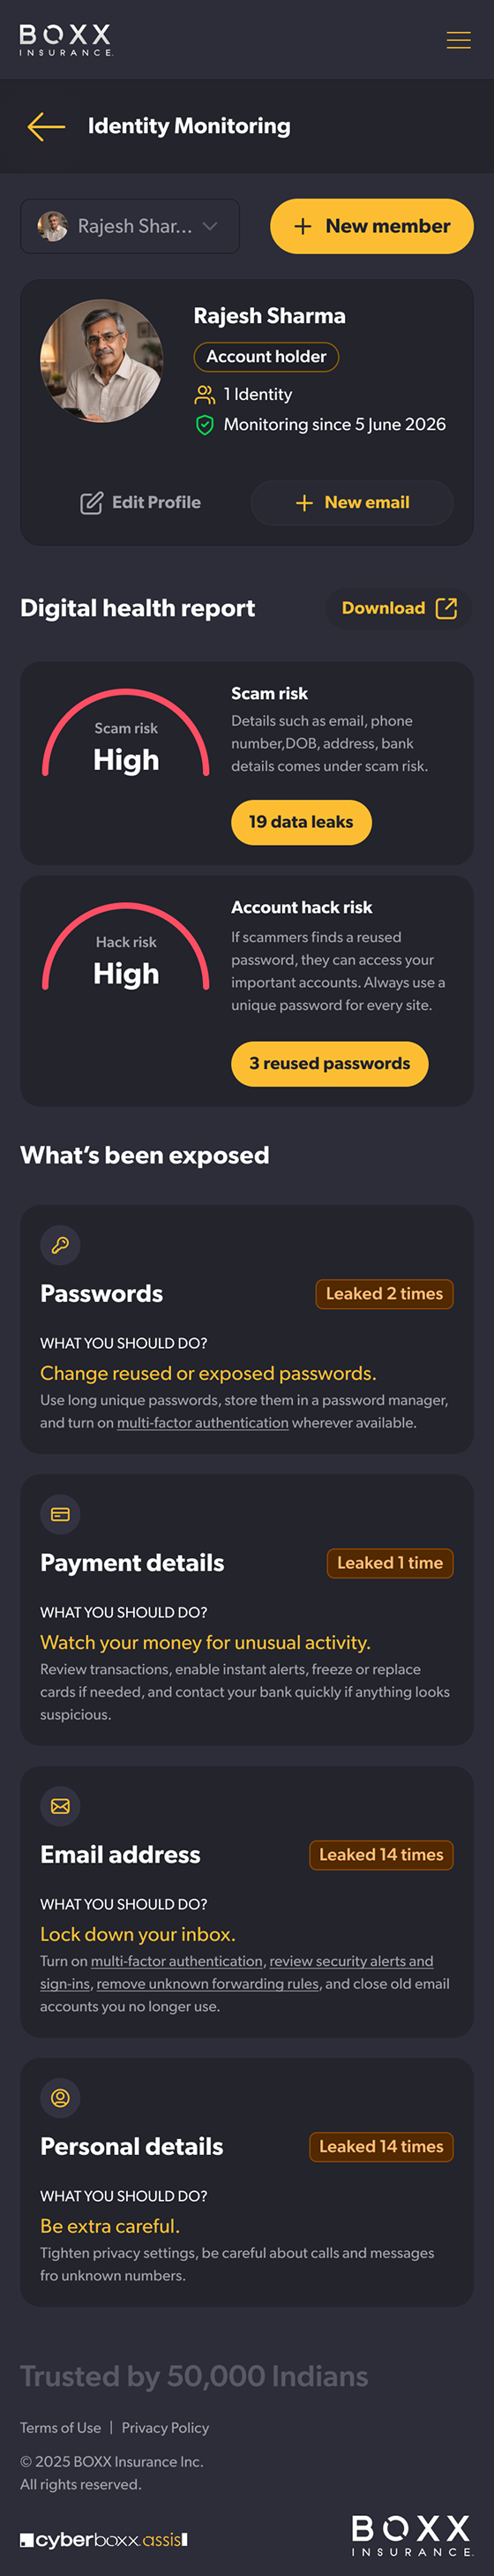 BOXX
INSURANCE.
Identity Monitoring
Rajesh Shar...
+ New member
Rajesh Sharma
Account holder
1 Identity
Monitoring since 5 June 2026
Edit Profile
+ New email
Digital health report
Download
Scam risk
High
Scam risk
Details such as email, phone
number,DOB, address, bank
details comes under scam risk.
19 data leaks
Hack risk
High
Account hack risk
If scammers finds a reused
password, they can access your
important accounts. Always use a
unique password for every site.
3 reused passwords
What's been exposed
Passwords
Leaked 2 times
WHAT YOU SHOULD DO?
Change reused or exposed passwords.
Use long unique passwords, store them in a password manager,
and turn on multi-factor authentication wherever available.
Payment details
Leaked 1 time
WHAT YOU SHOULD DO?
Watch your money for unusual activity.
Review transactions, enable instant alerts, freeze or replace
cards if needed, and contact your bank quickly if anything looks
suspicious.
Email address
Leaked 14 times
WHAT YOU SHOULD DO?
Lock down your inbox.
Turn on multi-factor authentication, review security alerts and
sign-ins, remove unknown forwarding rules, and close old email
accounts you no longer use.
Personal details
Leaked 14 times
WHAT YOU SHOULD DO?
Be extra careful.
Tighten privacy settings, be careful about calls and messages
fro unknown numbers.
Trusted by 50,000 Indians
Terms of Use | Privacy Policy
© 2025 BOXX Insurance Inc.
All rights reserved.
cyberboxx assist
BOXX
INSURANCE.